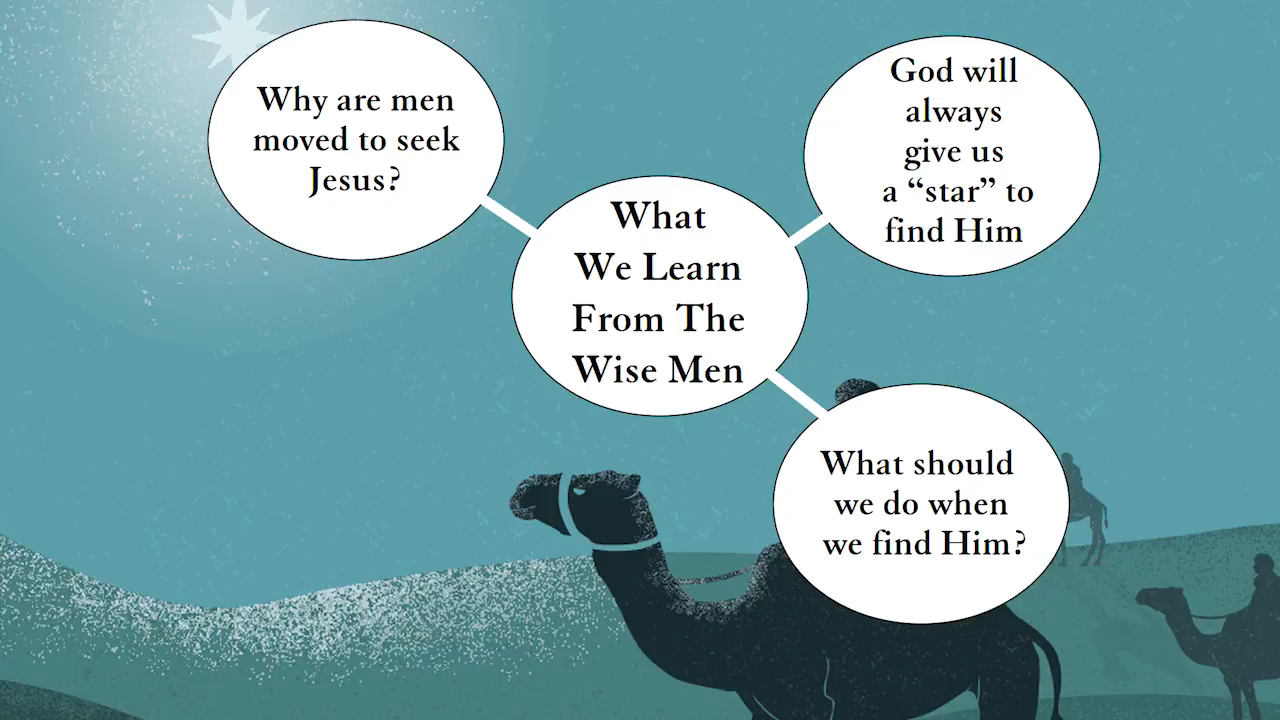 Why are men
moved to seek
Jesus?
God will
always
give us
a “star” to
find Him
What
We Learn
From The
Wise Men
What should
we do when
we find Him?